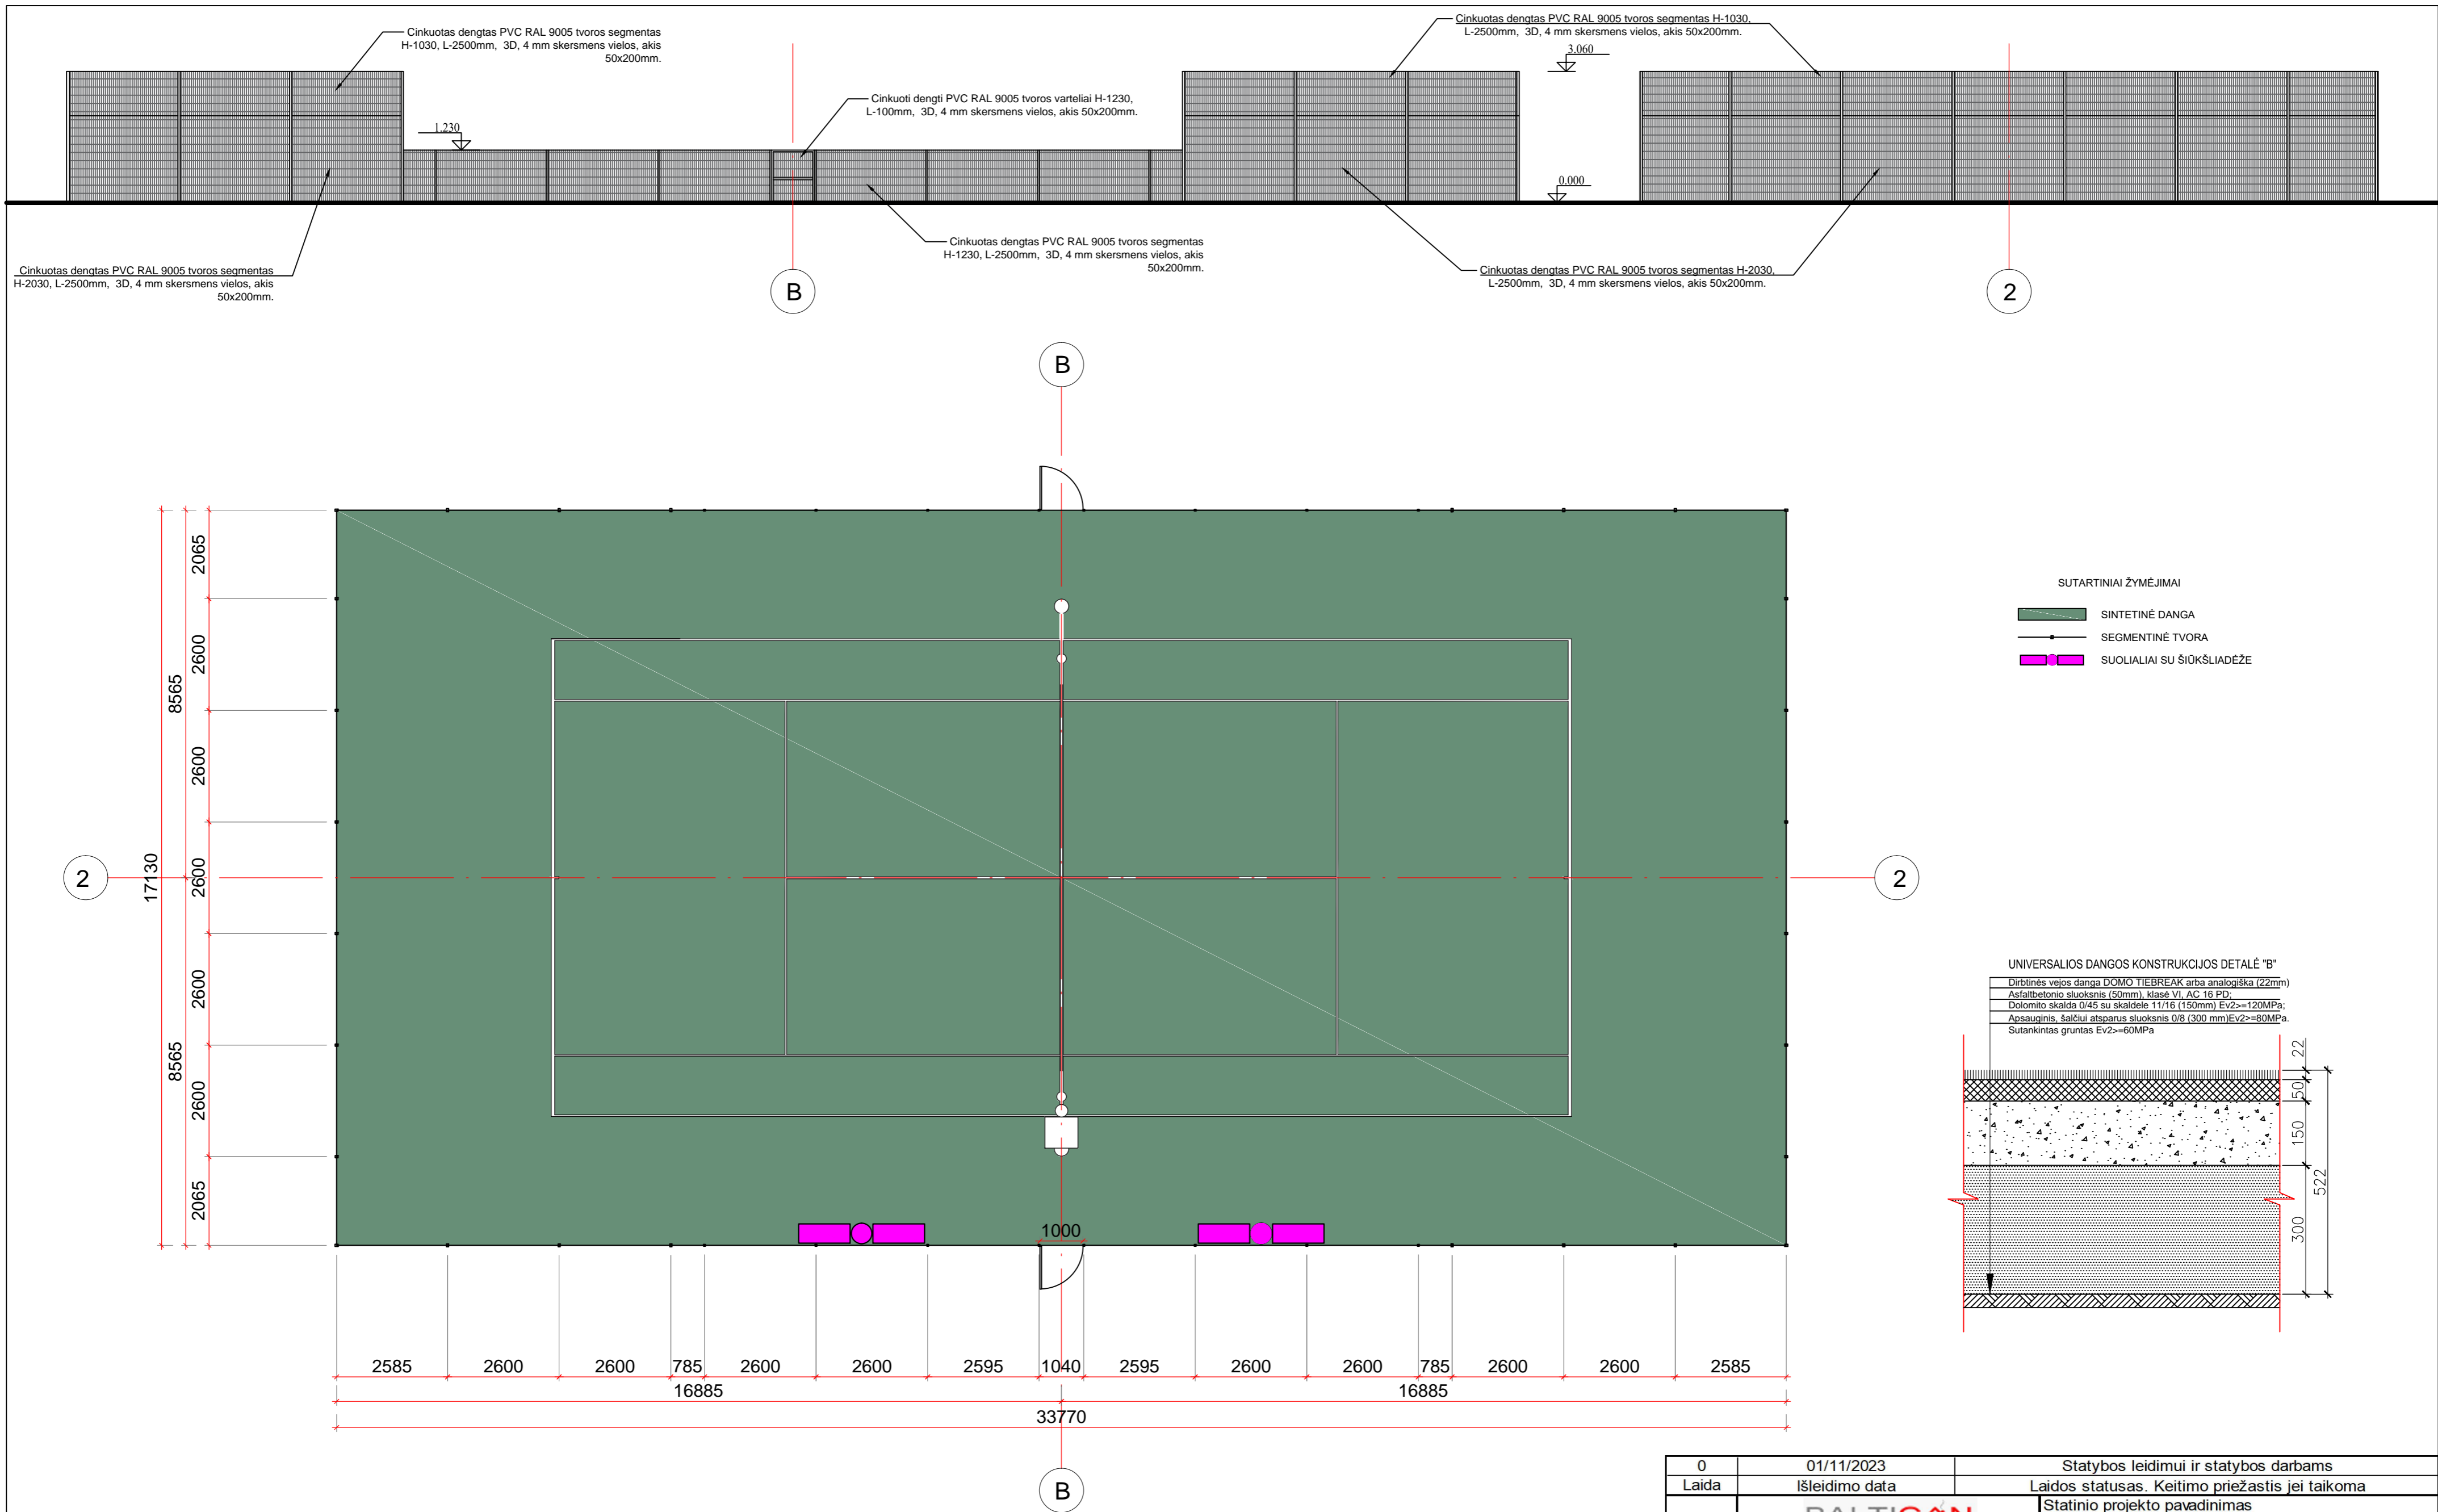 Cinkuotas dengtas PVC RAL 9005 tvoros segmentas
H-1030, L-2500mm, 3D, 4 mm skersmens vielos, akis
50x200mm.
Cinkuotas dengtas PVC RAL 9005 tvoros segmentas H-1030,
L-2500mm, 3D, 4 mm skersmens vielos, akis 50x200mm.
3.060
Cinkuoti dengti PVC RAL 9005 tvoros varteliai H-1230,
L-100mm, 3D, 4 mm skersmens vielos, akis 50x200mm.
1.230
0.000
Cinkuotas dengtas PVC RAL 9005 tvoros segmentas
H-2030, L-2500mm, 3D, 4 mm skersmens vielos, akis
50x200mm.
Cinkuotas dengtas PVC RAL 9005 tvoros segmentas
H-1230, L-2500mm, 3D, 4 mm skersmens vielos, akis
50x200mm.
Cinkuotas dengtas PVC RAL 9005 tvoros segmentas H-2030,
L-2500mm, 3D, 4 mm skersmens vielos, akis 50x200mm.
B
2
B
2065
2600
2600
2600
2600
2600
2065
8565
8565
17130
2
2
1000
SUTARTINIAI ŽYMĖJIMAI
SINTETINĖ DANGA
SEGMENTINĖ TVORA
SUOLIALIAI SU ŠIŪKŠLIADĖŽE
UNIVERSALIOS DANGOS KONSTRUKCIJOS DETALĖ "B"
Dirbtinės vejos danga DOMO TIEBREAK arba analogiška (22mm)
Asfaltbetonio sluoksnis (50mm), klasė VI, AC 16 PD;
Dolomito skalda 0/45 su skaldele 11/16 (150mm) Ev2>=120MPa;
Apsauginis, šalčiui atsparus sluoksnis 0/8 (300 mm)Ev2>=80MPa.
Sutankintas gruntas Ev2>=60MPa
22
50
150
300
522
2585 2600 2600 785 2600 2600 2595 1040 2595 2600 2600 785 2600 2600 2585
16885 16885
33770
B
0 01/11/2023 Statybos leidimui ir statybos darbams
Laida Išleidimo data Laidos statusas. Keitimo priežastis jei taikoma
Statinio projekto pavadinimas